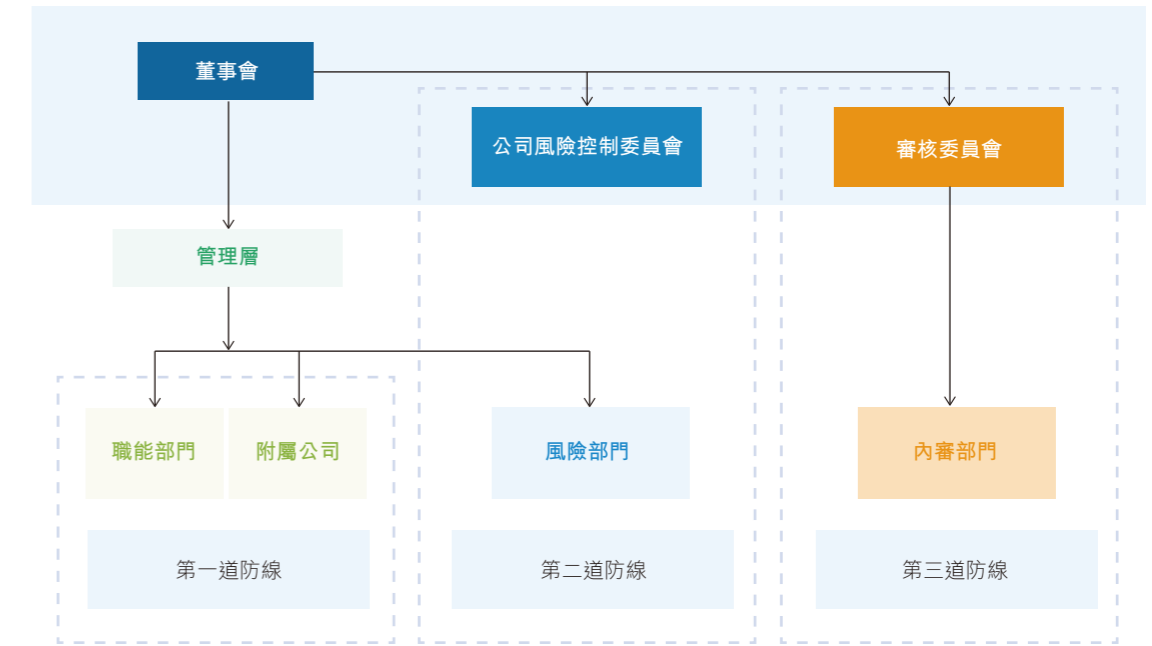 董事會
公司風險控制委員會
審核委員會
管理層
職能部門
附屬公司
風險部門
內審部門
第一道防線
第二道防線
第三道防線